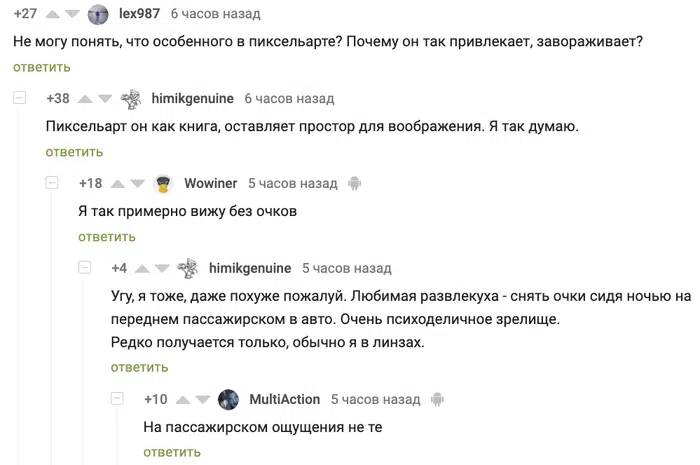 +27 lex987 6 часов назад
Не могу понять, что особенного в пиксельарте? Почему он так привлекает, завораживает?
ответить
+38 himikgenuine 6 часов назад
Пиксельарт он как книга, оставляет простор для воображения. Я так думаю.
ответить
+18 Wowiner 5 часов назад
Я так примерно вижу без очков
ответить
+4 himikgenuine 5 часов назад
Угу, я тоже, даже похуже пожалуй. Любимая развлекуха - снять очки сидя ночью на
переднем пассажирском в авто. Очень психоделичное зрелище.
Редко получается только, обычно я в линзах.
ответить
+10 MultiAction 5 часов назад
На пассажирском ощущения не те
ответить